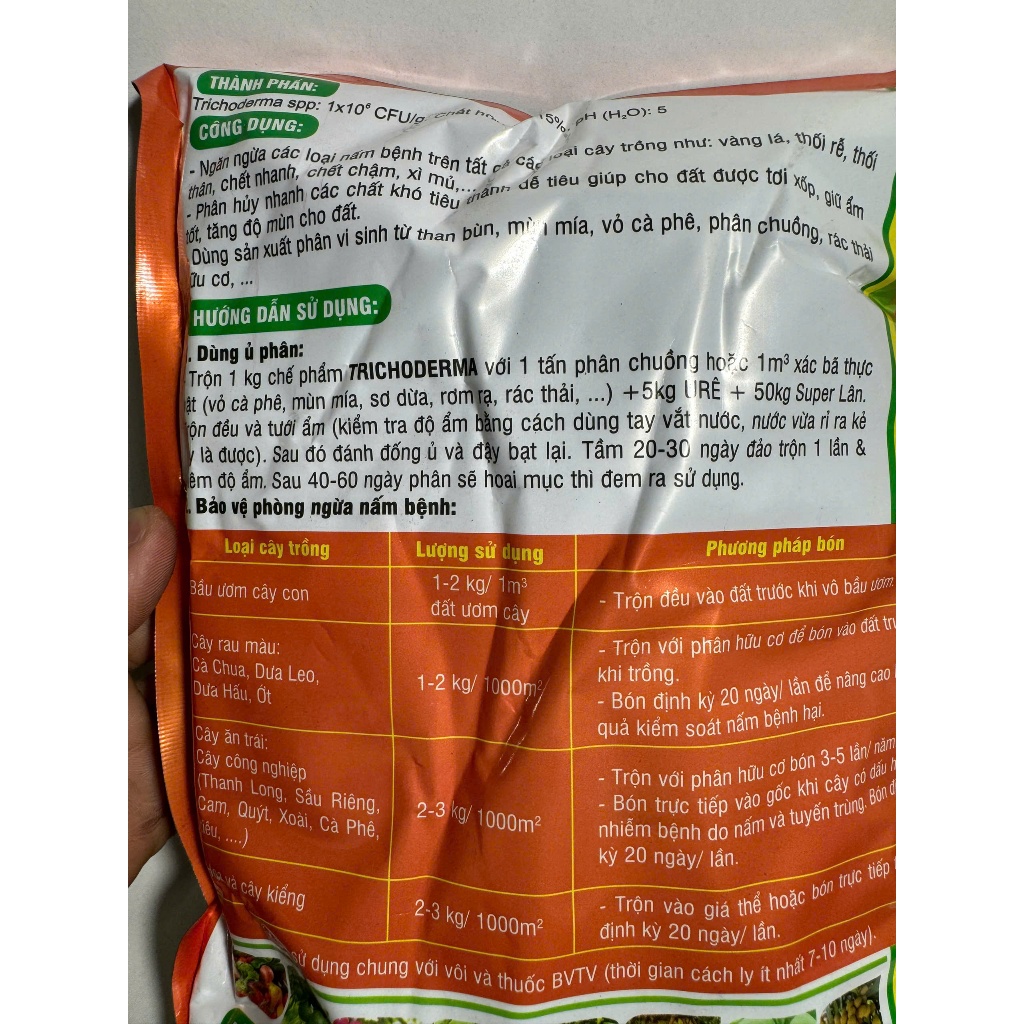 THÀNH PHẦN:
Trichoderma spp: 1x10⁶ CFU/g. Chất 5%. pH (H₂O): 5
CÔNG DỤNG:
- Ngăn ngừa các loại nấm bệnh trên tất cả các loại cây trồng như: vàng lá, thối rễ, thối
thân, chết nhanh, chết chậm, xì mủ,...
- Phân hủy nhanh các chất khó tiêu thành dễ tiêu giúp cho đất được tơi xốp, giữ ẩm
tốt, tăng độ mùn cho đất.
Dùng sản xuất phân vi sinh từ than bùn, mùn mía, vỏ cà phê, phân chuồng, rác thải
ữu cơ, ...
HƯỚNG DẪN SỬ DỤNG:
. Dùng ủ phân:
Trộn 1 kg chế phẩm TRICHODERMA với 1 tấn phân chuồng hoặc 1m³ xác bã thực
ật (vỏ cà phê, mùn mía, sơ dừa, rơm rạ, rác thải, ...) +5kg URÊ + 50kg Super Lân.
ộn đều và tưới ẩm (kiểm tra độ ẩm bằng cách dùng tay vắt nước, nước vừa rỉ ra kẻ
y là được). Sau đó đánh đống ủ và đậy bạt lại. Tầm 20-30 ngày đảo trộn 1 lần &
êm độ ẩm. Sau 40-60 ngày phân sẽ hoai mục thì đem ra sử dụng.
. Bảo vệ phòng ngừa nấm bệnh:
Loại cây trồng Lượng sử dụng Phương pháp bón
Bầu ươm cây con
1-2 kg/ 1m³
đất ươm cây
- Trộn đều vào đất trước khi vô bầu ươm.
Cây rau màu:
Cà Chua, Dưa Leo,
Dưa Hấu, Ớt
1-2 kg/ 1000m²
- Trộn với phân hữu cơ để bón vào đất trư
khi trồng.
- Bón định kỳ 20 ngày/ lần để nâng cao
quả kiểm soát nấm bệnh hại.
Cây ăn trái:
Cây công nghiệp
(Thanh Long, Sầu Riêng,
Cam, Quýt, Xoài, Cà Phê,
iêu, ....)
2-3 kg/ 1000m²
- Trộn với phân hữu cơ bón 3-5 lần/ năm
- Bón trực tiếp vào gốc khi cây có dấu h
nhiễm bệnh do nấm và tuyến trùng. Bón đ
kỳ 20 ngày/ lần.
và cây kiểng
2-3 kg/ 1000m²
- Trộn vào giá thể hoặc bón trực tiếp
định kỳ 20 ngày/ lần.
sử dụng chung với vôi và thuốc BVTV (thời gian cách ly ít nhất 7-10 ngày).